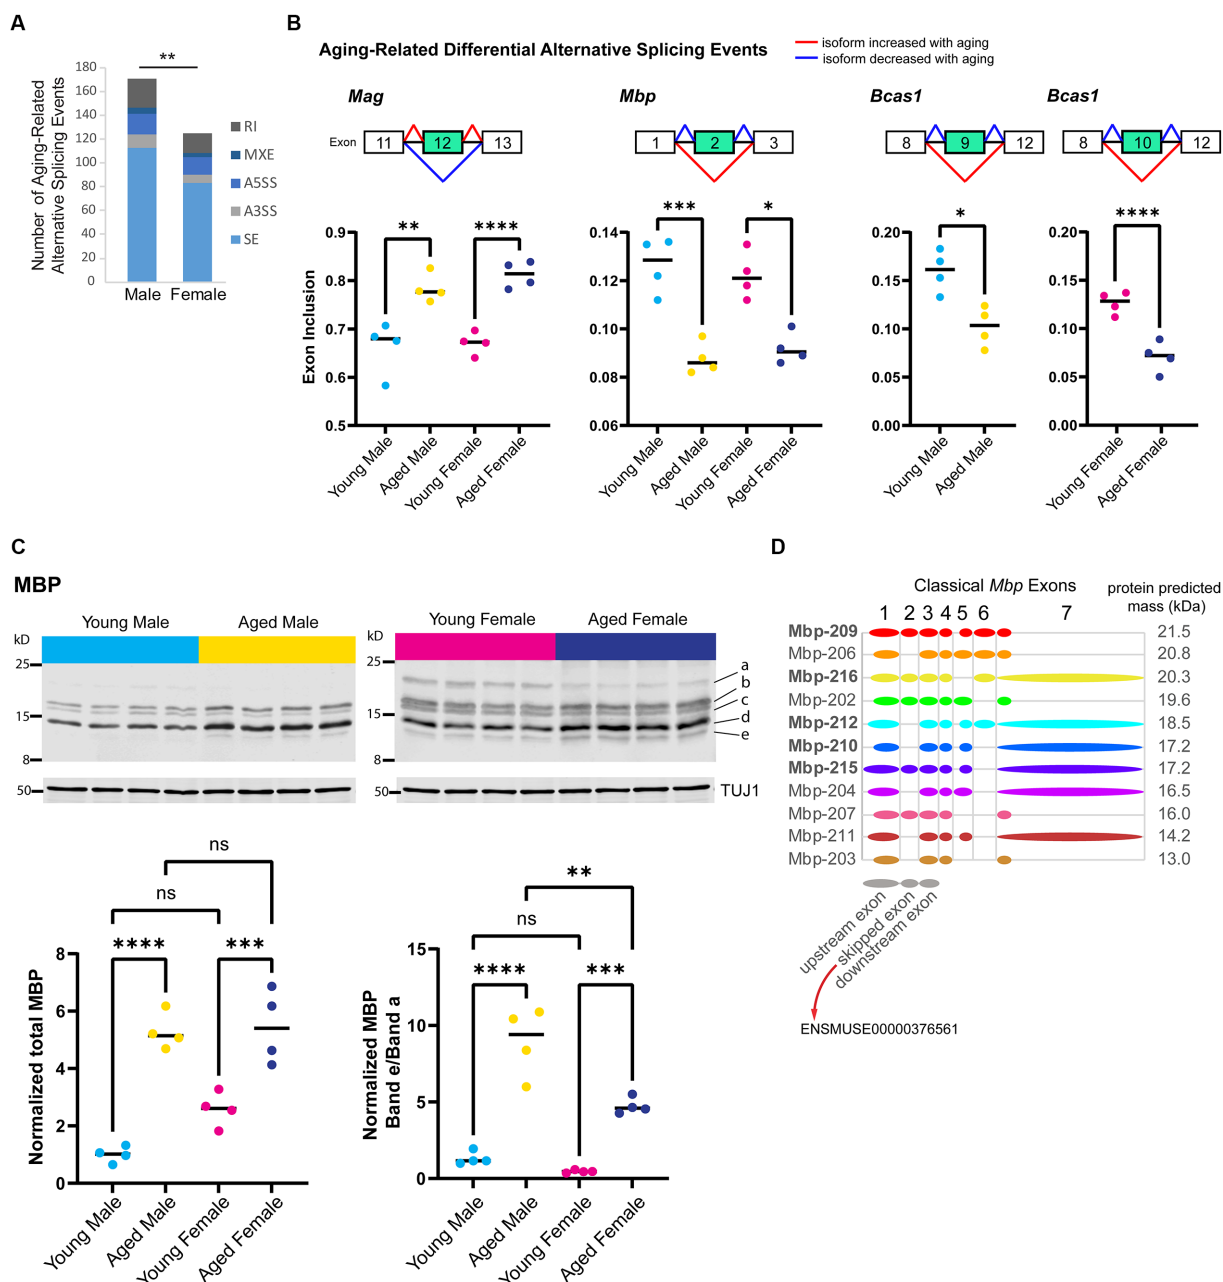 A
**
Number of Aging-Related
Alternative Splicing Events
180
160
140
120
100
80
60
40
20
0
Male Female
RI
MXE
A5SS
A3SS
SE
B
Aging-Related Differential Alternative Splicing Events
isoform increased with aging
isoform decreased with aging
Mag
Exon 11 12 13
Mbp
1 2 3
Bcas1
8 9 12
Bcas1
8 10 12
Exon Inclusion
0.9
0.8
0.7
0.6
0.5
** ****
Young Male
Aged Male
Young Female
Aged Female
0.14
0.12
0.10
0.08
0.06
*** *
Young Male
Aged Male
Young Female
Aged Female
0.20
0.15
0.10
0.05
0.00
*
Young Male
Aged Male
0.20
0.15
0.10
0.05
0.00
****
Young Female
Aged Female
C
MBP
Young Male Aged Male
kD
25
15
8
50
Young Female Aged Female
kD
25
15
8
50
a
b
c
d
e
TUJ1
Normalized total MBP
8
6
4
2
0
ns
ns
**** ***
Young Male
Aged Male
Young Female
Aged Female
Normalized MBP
Band e/Band a
15
10
5
0
**
ns
**** ***
Young Male
Aged Male
Young Female
Aged Female
D
Classical Mbp Exons
protein predicted
mass (kDa)
1 2 3 4 5 6 7
Mbp-209 21.5
Mbp-206 20.8
Mbp-216 20.3
Mbp-202 19.6
Mbp-212 18.5
Mbp-210 17.2
Mbp-215 17.2
Mbp-204 16.5
Mbp-207 16.0
Mbp-211 14.2
Mbp-203 13.0
upstream exon
skipped exon
downstream exon
ENSMUSE00000376561